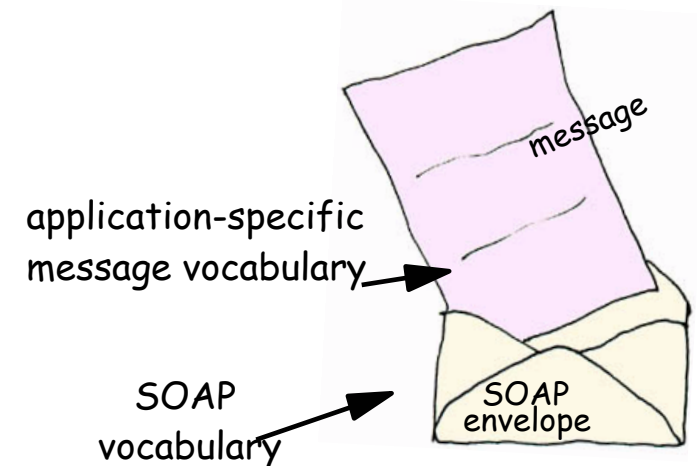 message
application-specific
message vocabulary
SOAP
vocabulary
SOAP
envelope